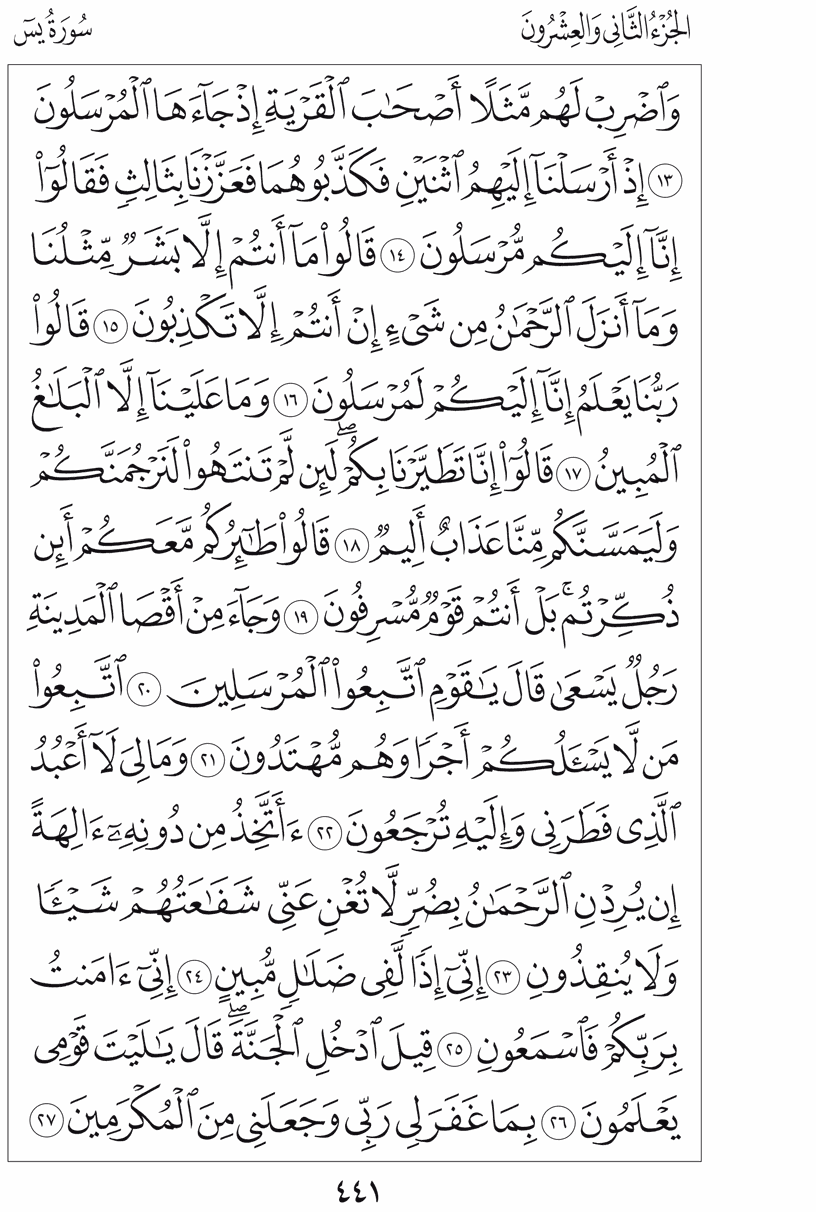 الجُزْءُ الثَّانِي وَالعِشْرُونَ سُورَةُ يسٓ
وَٱضْرِبْ لَهُم مَّثَلًا أَصْحَٰبَ ٱلْقَرْيَةِ إِذْ جَآءَهَا ٱلْمُرْسَلُونَ
١٣ إِذْ أَرْسَلْنَآ إِلَيْهِمُ ٱثْنَيْنِ فَكَذَّبُوهُمَا فَعَزَّزْنَا بِثَالِثٍ فَقَالُوٓا۟
إِنَّآ إِلَيْكُم مُّرْسَلُونَ ١٤ قَالُوا۟ مَآ أَنتُمْ إِلَّا بَشَرٌ مِّثْلُنَا
وَمَآ أَنزَلَ ٱلرَّحْمَٰنُ مِن شَىْءٍ إِنْ أَنتُمْ إِلَّا تَكْذِبُونَ ١٥ قَالُوا۟
رَبُّنَا يَعْلَمُ إِنَّآ إِلَيْكُمْ لَمُرْسَلُونَ ١٦ وَمَا عَلَيْنَآ إِلَّا ٱلْبَلَٰغُ
ٱلْمُبِينُ ١٧ قَالُوٓا۟ إِنَّا تَطَيَّرْنَا بِكُمْ ۖ لَئِن لَّمْ تَنتَهُوا۟ لَنَرْجُمَنَّكُمْ
وَلَيَمَسَّنَّكُم مِّنَّا عَذَابٌ أَلِيمٌ ١٨ قَالُوا۟ طَٰٓئِرُكُم مَّعَكُمْ أَئِن
ذُكِّرْتُم ۚ بَلْ أَنتُمْ قَوْمٌ مُّسْرِفُونَ ١٩ وَجَآءَ مِنْ أَقْصَا ٱلْمَدِينَةِ
رَجُلٌ يَسْعَىٰ قَالَ يَٰقَوْمِ ٱتَّبِعُوا۟ ٱلْمُرْسَلِينَ ٢٠ ٱتَّبِعُوا۟
مَن لَّا يَسْـَٔلُكُمْ أَجْرًا وَهُم مُّهْتَدُونَ ٢١ وَمَا لِىَ لَآ أَعْبُدُ
ٱلَّذِى فَطَرَنِى وَإِلَيْهِ تُرْجَعُونَ ٢٢ ءَأَتَّخِذُ مِن دُونِهِۦٓ ءَالِهَةً
إِن يُرِدْنِ ٱلرَّحْمَٰنُ بِضُرٍّ لَّا تُغْنِ عَنِّى شَفَٰعَتُهُمْ شَيْـًٔا
وَلَا يُنقِذُونِ ٢٣ إِنِّىٓ إِذًا لَّفِى ضَلَٰلٍ مُّبِينٍ ٢٤ إِنِّىٓ ءَامَنتُ
بِرَبِّكُمْ فَٱسْمَعُونِ ٢٥ قِيلَ ٱدْخُلِ ٱلْجَنَّةَ ۖ قَالَ يَٰلَيْتَ قَوْمِى
يَعْلَمُونَ ٢٦ بِمَا غَفَرَ لِى رَبِّى وَجَعَلَنِى مِنَ ٱلْمُكْرَمِينَ ٢٧
٤٤١